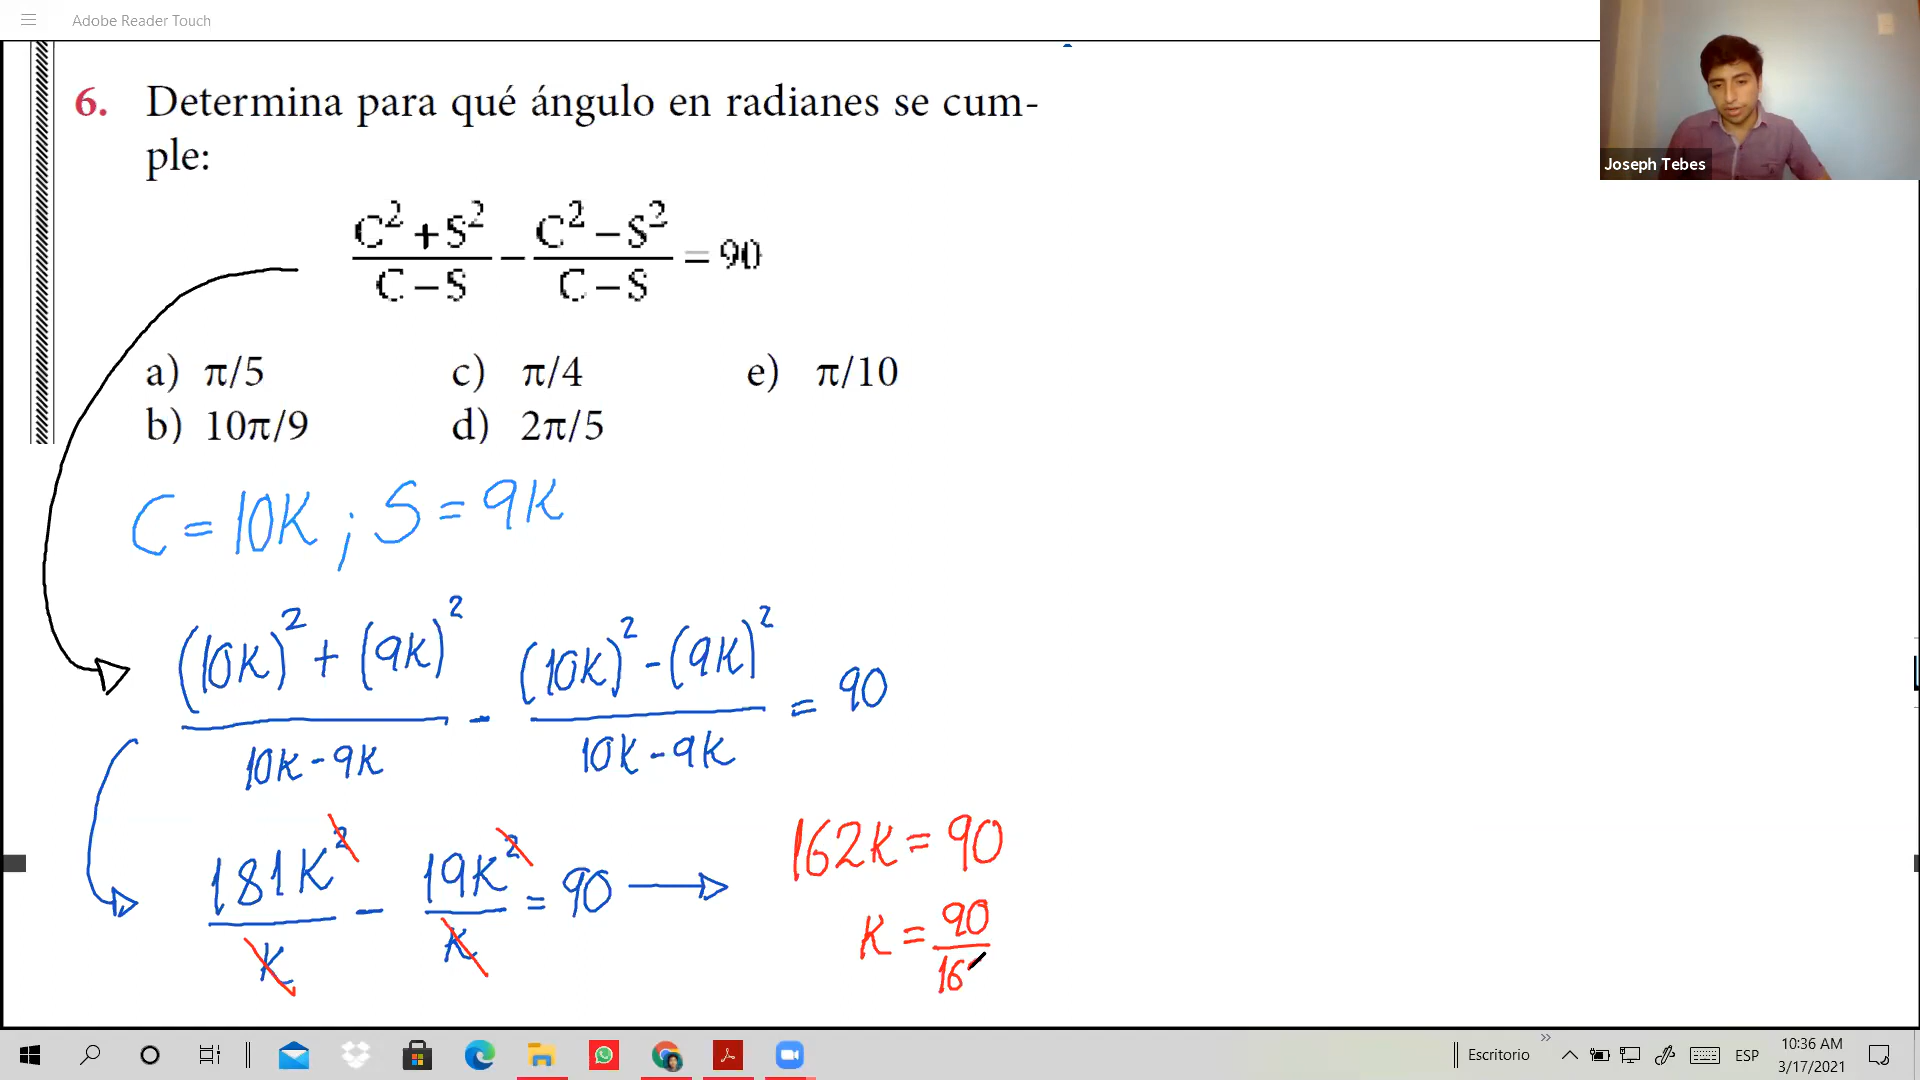 Adobe Reader Touch
Joseph Tebes
6. Determina para qué ángulo en radianes se cum-
ple:
C² + S² / C – S – C² – S² / C – S = 90
a) π/5 c) π/4 e) π/10
b) 10π/9 d) 2π/5
C = 10K ; S = 9K
(10K)² + (9K)² / 10K - 9K - (10K)² - (9K)² / 10K - 9K = 90
181K² / K - 19K² / K = 90
162K = 90
K = 90 / 16
Escritorio
ESP
10:36 AM
3/17/2021